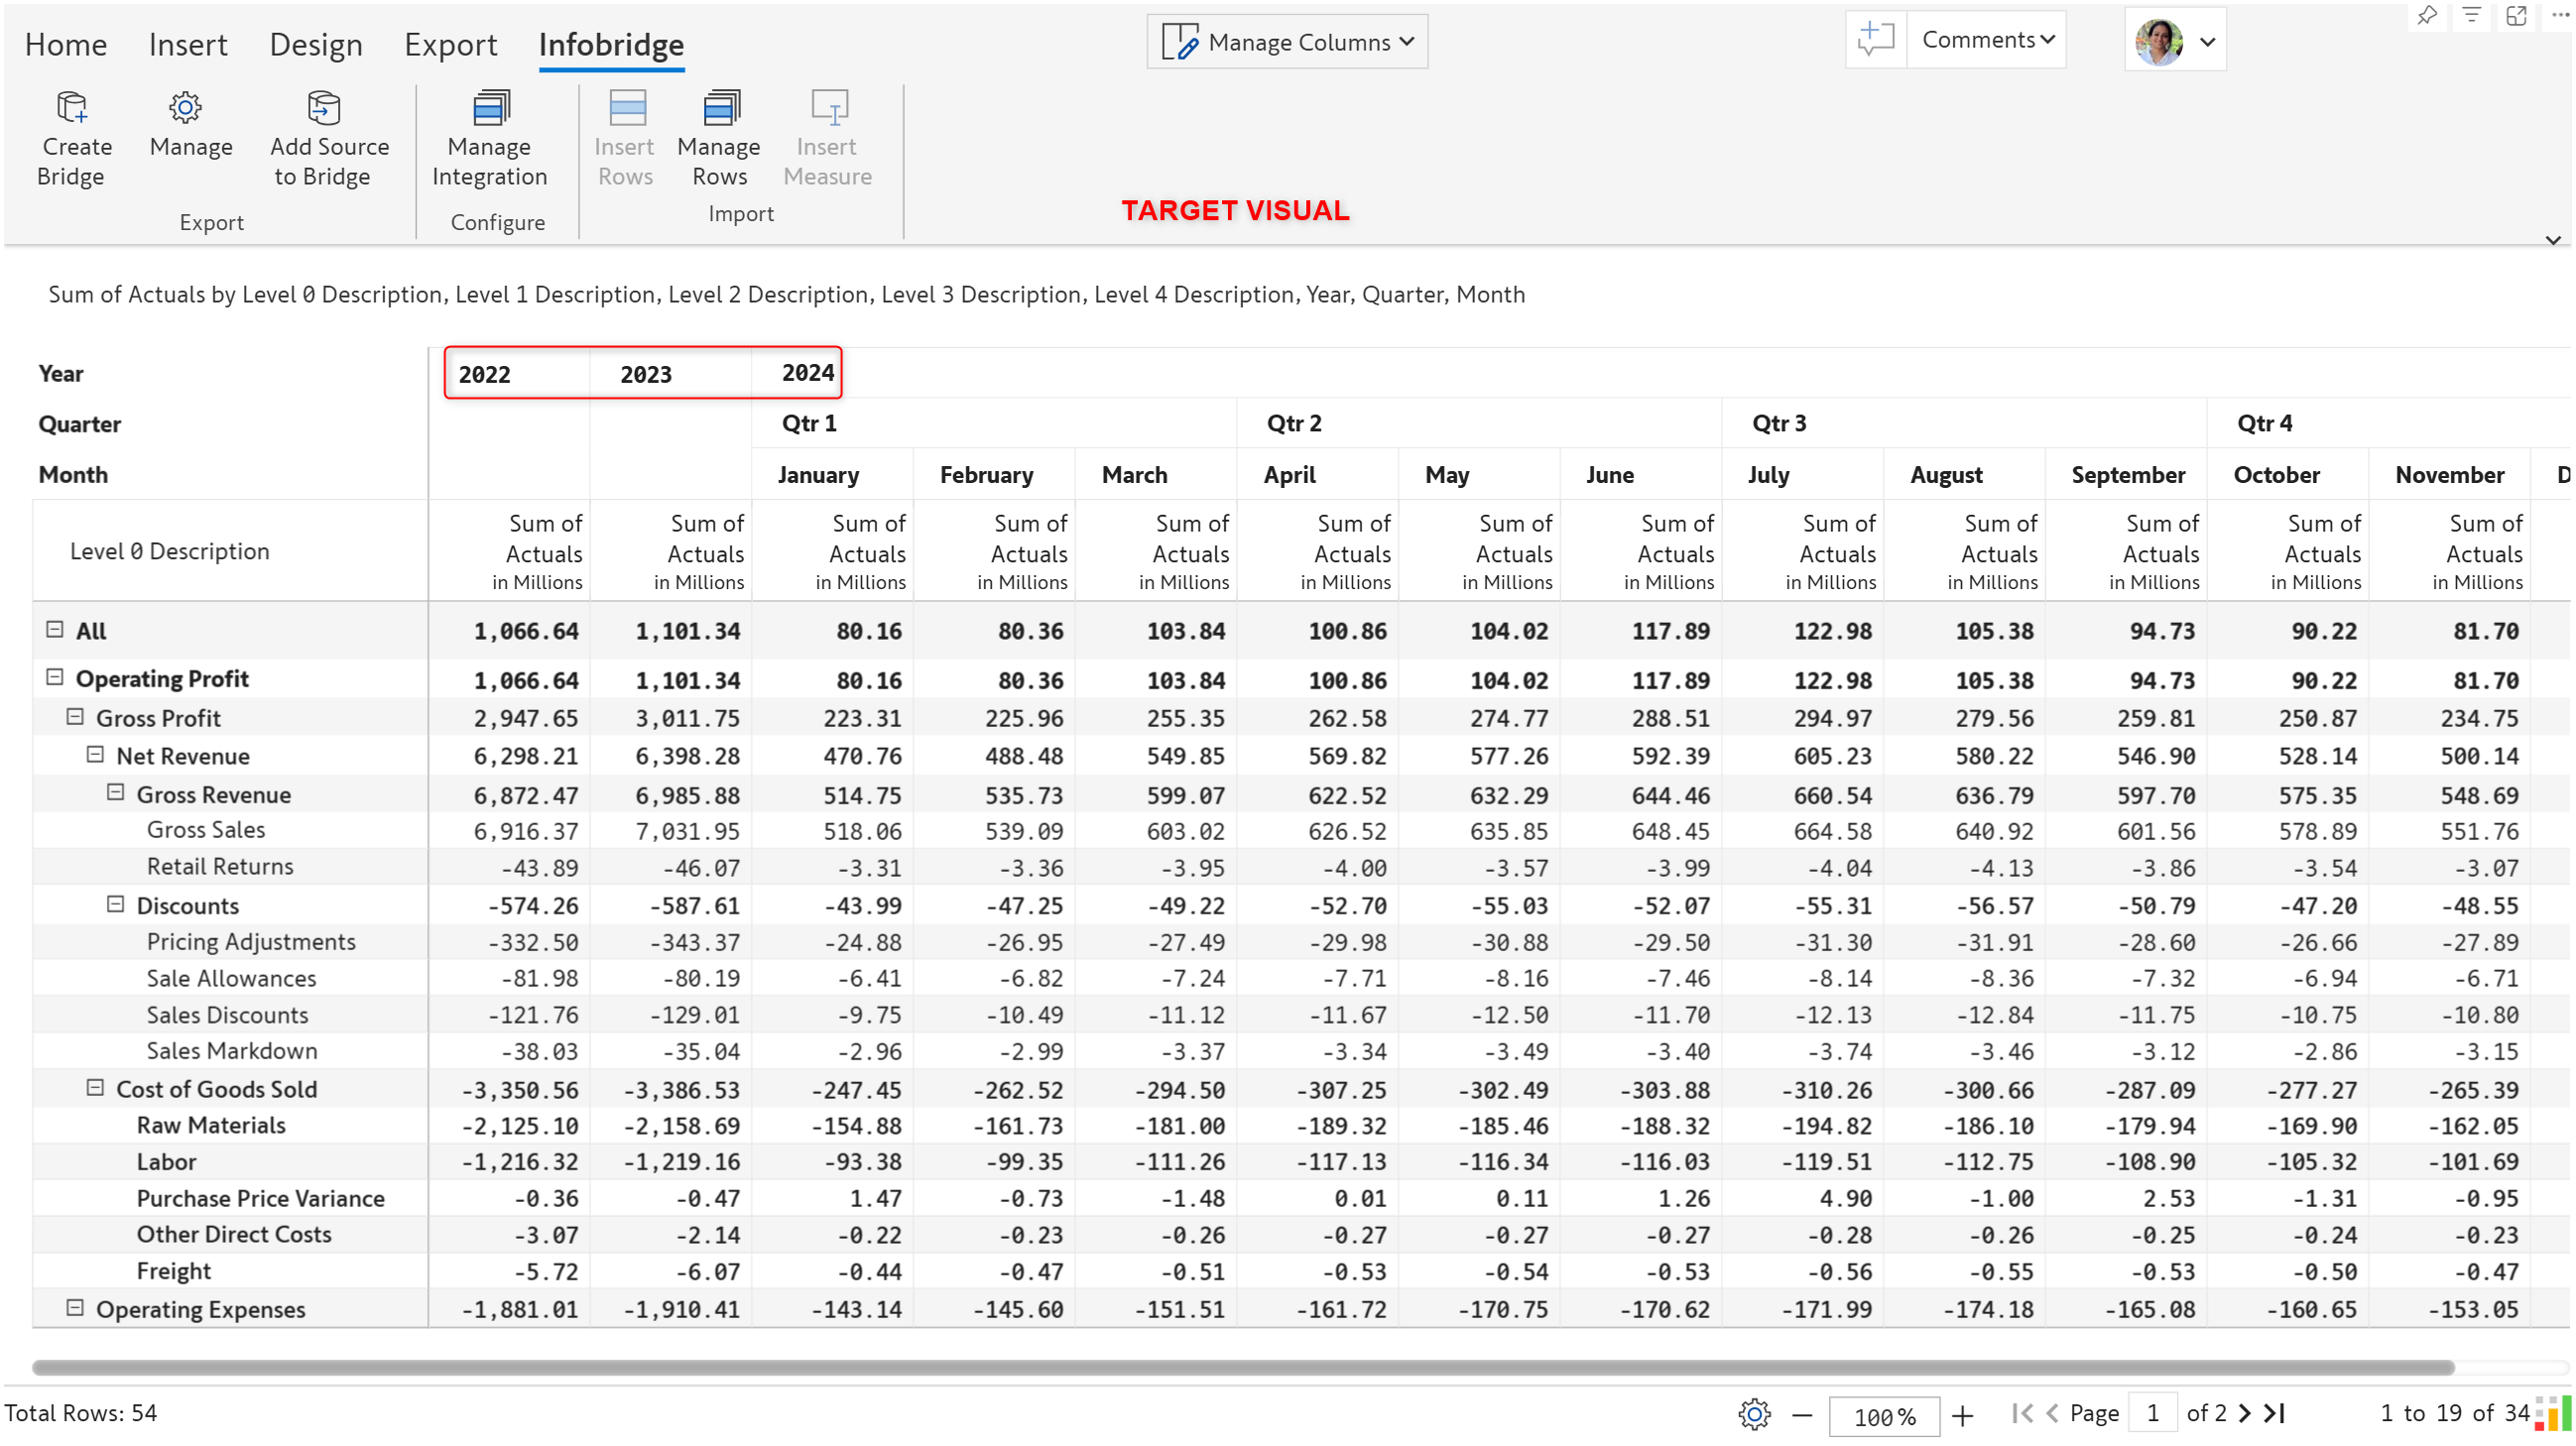 Home Insert Design Export Infobridge Manage Columns Comments
Create Bridge Manage Add Source to Bridge Manage Integration Insert Rows Manage Rows Insert Measure
Export Configure Import
TARGET VISUAL
Sum of Actuals by Level 0 Description, Level 1 Description, Level 2 Description, Level 3 Description, Level 4 Description, Year, Quarter, Month
Year 2022 2023 2024
Quarter Qtr 1 Qtr 2 Qtr 3 Qtr 4
Month January February March April May June July August September October November D
Level 0 Description Sum of Actuals in Millions Sum of Actuals in Millions Sum of Actuals in Millions Sum of Actuals in Millions Sum of Actuals in Millions Sum of Actuals in Millions Sum of Actuals in Millions Sum of Actuals in Millions Sum of Actuals in Millions Sum of Actuals in Millions Sum of Actuals in Millions Sum of Actuals in Millions Sum of Actuals in Millions
All 1,066.64 1,101.34 80.16 80.36 103.84 100.86 104.02 117.89 122.98 105.38 94.73 90.22 81.70
Operating Profit 1,066.64 1,101.34 80.16 80.36 103.84 100.86 104.02 117.89 122.98 105.38 94.73 90.22 81.70
Gross Profit 2,947.65 3,011.75 223.31 225.96 255.35 262.58 274.77 288.51 294.97 279.56 259.81 250.87 234.75
Net Revenue 6,298.21 6,398.28 470.76 488.48 549.85 569.82 577.26 592.39 605.23 580.22 546.90 528.14 500.14
Gross Revenue 6,872.47 6,985.88 514.75 535.73 599.07 622.52 632.29 644.46 660.54 636.79 597.70 575.35 548.69
Gross Sales 6,916.37 7,031.95 518.06 539.09 603.02 626.52 635.85 648.45 664.58 640.92 601.56 578.89 551.76
Retail Returns -43.89 -46.07 -3.31 -3.36 -3.95 -4.00 -3.57 -3.99 -4.04 -4.13 -3.86 -3.54 -3.07
Discounts -574.26 -587.61 -43.99 -47.25 -49.22 -52.70 -55.03 -52.07 -55.31 -56.57 -50.79 -47.20 -48.55
Pricing Adjustments -332.50 -343.37 -24.88 -26.95 -27.49 -29.98 -30.88 -29.50 -31.30 -31.91 -28.60 -26.66 -27.89
Sale Allowances -81.98 -80.19 -6.41 -6.82 -7.24 -7.71 -8.16 -7.46 -8.14 -8.36 -7.32 -6.94 -6.71
Sales Discounts -121.76 -129.01 -9.75 -10.49 -11.12 -11.67 -12.50 -11.70 -12.13 -12.84 -11.75 -10.75 -10.80
Sales Markdown -38.03 -35.04 -2.96 -2.99 -3.37 -3.34 -3.49 -3.40 -3.74 -3.46 -3.12 -2.86 -3.15
Cost of Goods Sold -3,350.56 -3,386.53 -247.45 -262.52 -294.50 -307.25 -302.49 -303.88 -310.26 -300.66 -287.09 -277.27 -265.39
Raw Materials -2,125.10 -2,158.69 -154.88 -161.73 -181.00 -189.32 -185.46 -188.32 -194.82 -186.10 -179.94 -169.90 -162.05
Labor -1,216.32 -1,219.16 -93.38 -99.35 -111.26 -117.13 -116.34 -116.03 -119.51 -112.75 -108.90 -105.32 -101.69
Purchase Price Variance -0.36 -0.47 1.47 -0.73 -1.48 0.01 0.11 1.26 4.90 -1.00 2.53 -1.31 -0.95
Other Direct Costs -3.07 -2.14 -0.22 -0.23 -0.26 -0.27 -0.27 -0.27 -0.28 -0.26 -0.25 -0.24 -0.23
Freight -5.72 -6.07 -0.44 -0.47 -0.51 -0.53 -0.54 -0.53 -0.56 -0.55 -0.53 -0.50 -0.47
Operating Expenses -1,881.01 -1,910.41 -143.14 -145.60 -151.51 -161.72 -170.75 -170.62 -171.99 -174.18 -165.08 -160.65 -153.05
Total Rows: 54 100% Page 1 of 2 1 to 19 of 34